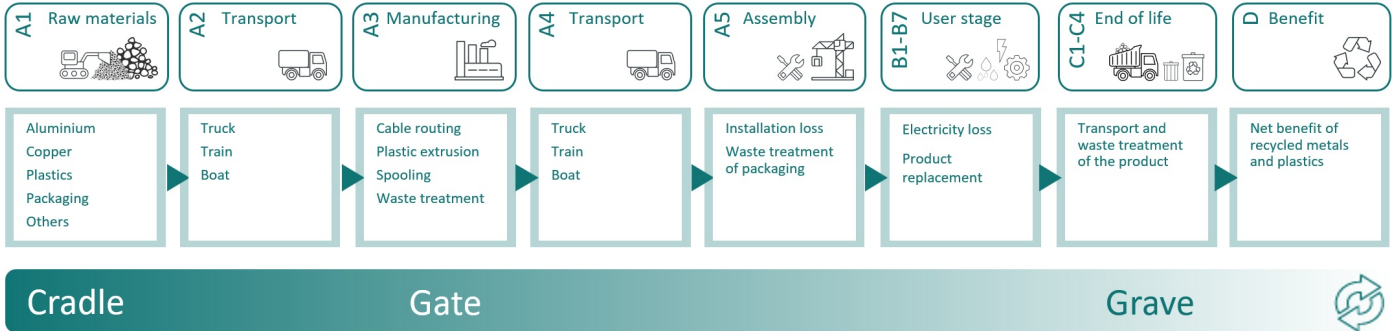 A1 Raw materials
A2 Transport
A3 Manufacturing
A4 Transport
A5 Assembly
B1-B7 User stage
C1-C4 End of life
D Benefit
Aluminium
Copper
Plastics
Packaging
Others
Truck
Train
Boat
Cable routing
Plastic extrusion
Spooling
Waste treatment
Truck
Train
Boat
Installation loss
Waste treatment
of packaging
Electricity loss
Product
replacement
Transport and
waste treatment
of the product
Net benefit of
recycled metals
and plastics
Cradle
Gate
Grave